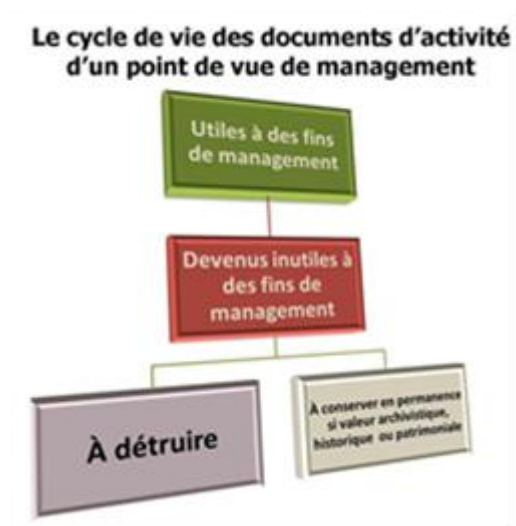 Le cycle de vie des documents d'activité
d'un point de vue de management
Utiles à des fins
de management
Devenus inutiles à
des fins de
management
À détruire
À conserver en permanence
si valeur archivistique,
historique ou patrimoniale